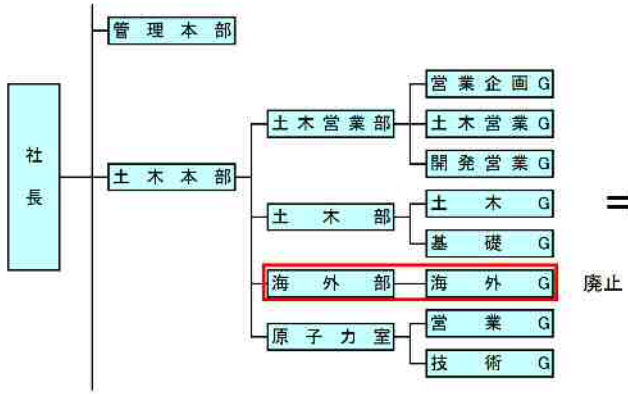 管理本部
社長
土木本部
土木営業部
営業企画G
土木営業G
開発営業G
土木部
土木G
基礎G
海外部
海外G
廃止
原子力室
営業G
技術G
=